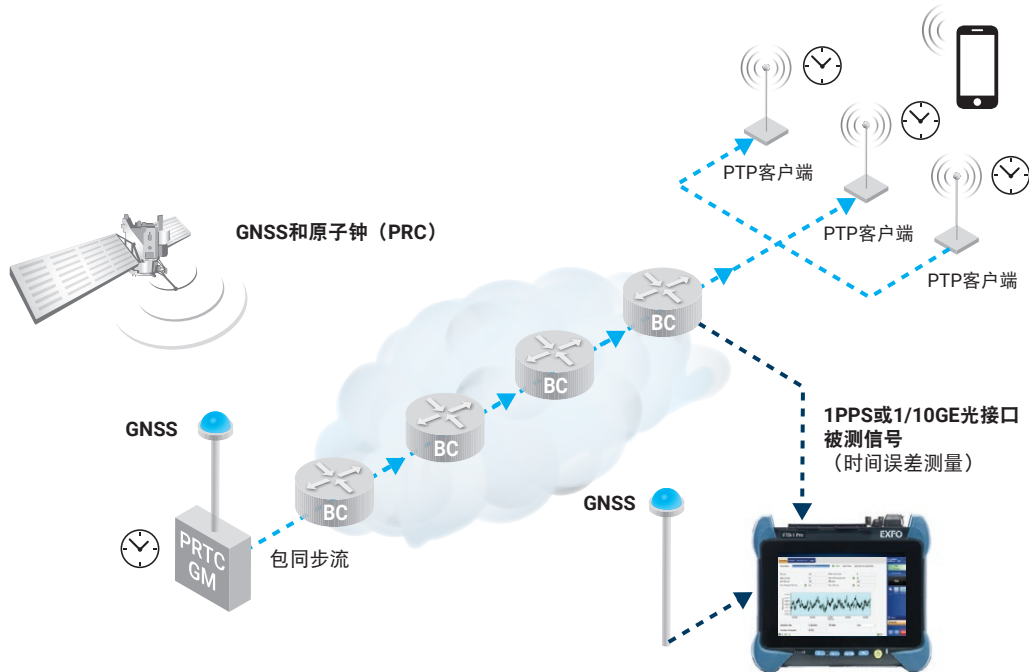 PTP客户端
PTP客户端
PTP客户端
GNSS和原子钟（PRC）
BC
BC
BC
BC
GNSS
PRTC
GM
包同步流
1PPS或1/10GE光接口
被测信号
（时间误差测量）
GNSS
FTB-1 Pro
EXFO